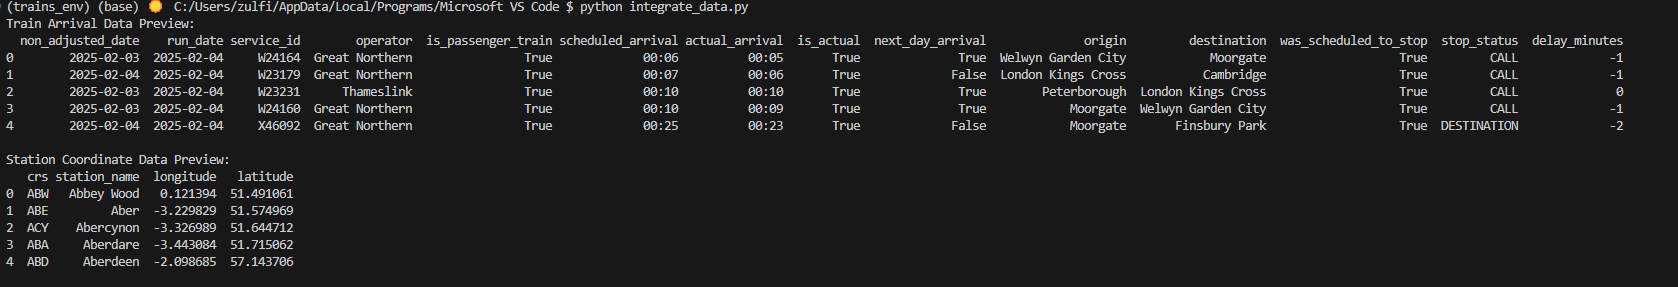 (trains_env) (base) C:/Users/zulfi/AppData/Local/Programs/Microsoft VS Code $ python integrate_data.py
Train Arrival Data Preview:
non_adjusted_date run_date service_id operator is_passenger_train scheduled_arrival actual_arrival is_actual next_day_arrival origin destination was_scheduled_to_stop stop_status delay_minutes
0 2025-02-03 2025-02-04 W24164 Great Northern True 00:06 00:05 True True Welwyn Garden City Moorgate True CALL -1
1 2025-02-04 2025-02-04 W23179 Great Northern True 00:07 00:06 True False London Kings Cross Cambridge True CALL -1
2 2025-02-03 2025-02-04 W23231 Thameslink True 00:10 00:10 True True Peterborough London Kings Cross True CALL 0
3 2025-02-03 2025-02-04 W24160 Great Northern True 00:10 00:09 True True Moorgate Welwyn Garden City True CALL -1
4 2025-02-04 2025-02-04 X46092 Great Northern True 00:25 00:23 True False Moorgate Finsbury Park True DESTINATION -2
Station Coordinate Data Preview:
crs station_name longitude latitude
0 ABW Abbey Wood 0.121394 51.491061
1 ABE Aber -3.229829 51.574969
2 ACY Abercynon -3.326989 51.644712
3 ABA Aberdare -3.443084 51.715062
4 ABD Aberdeen -2.098685 57.143706